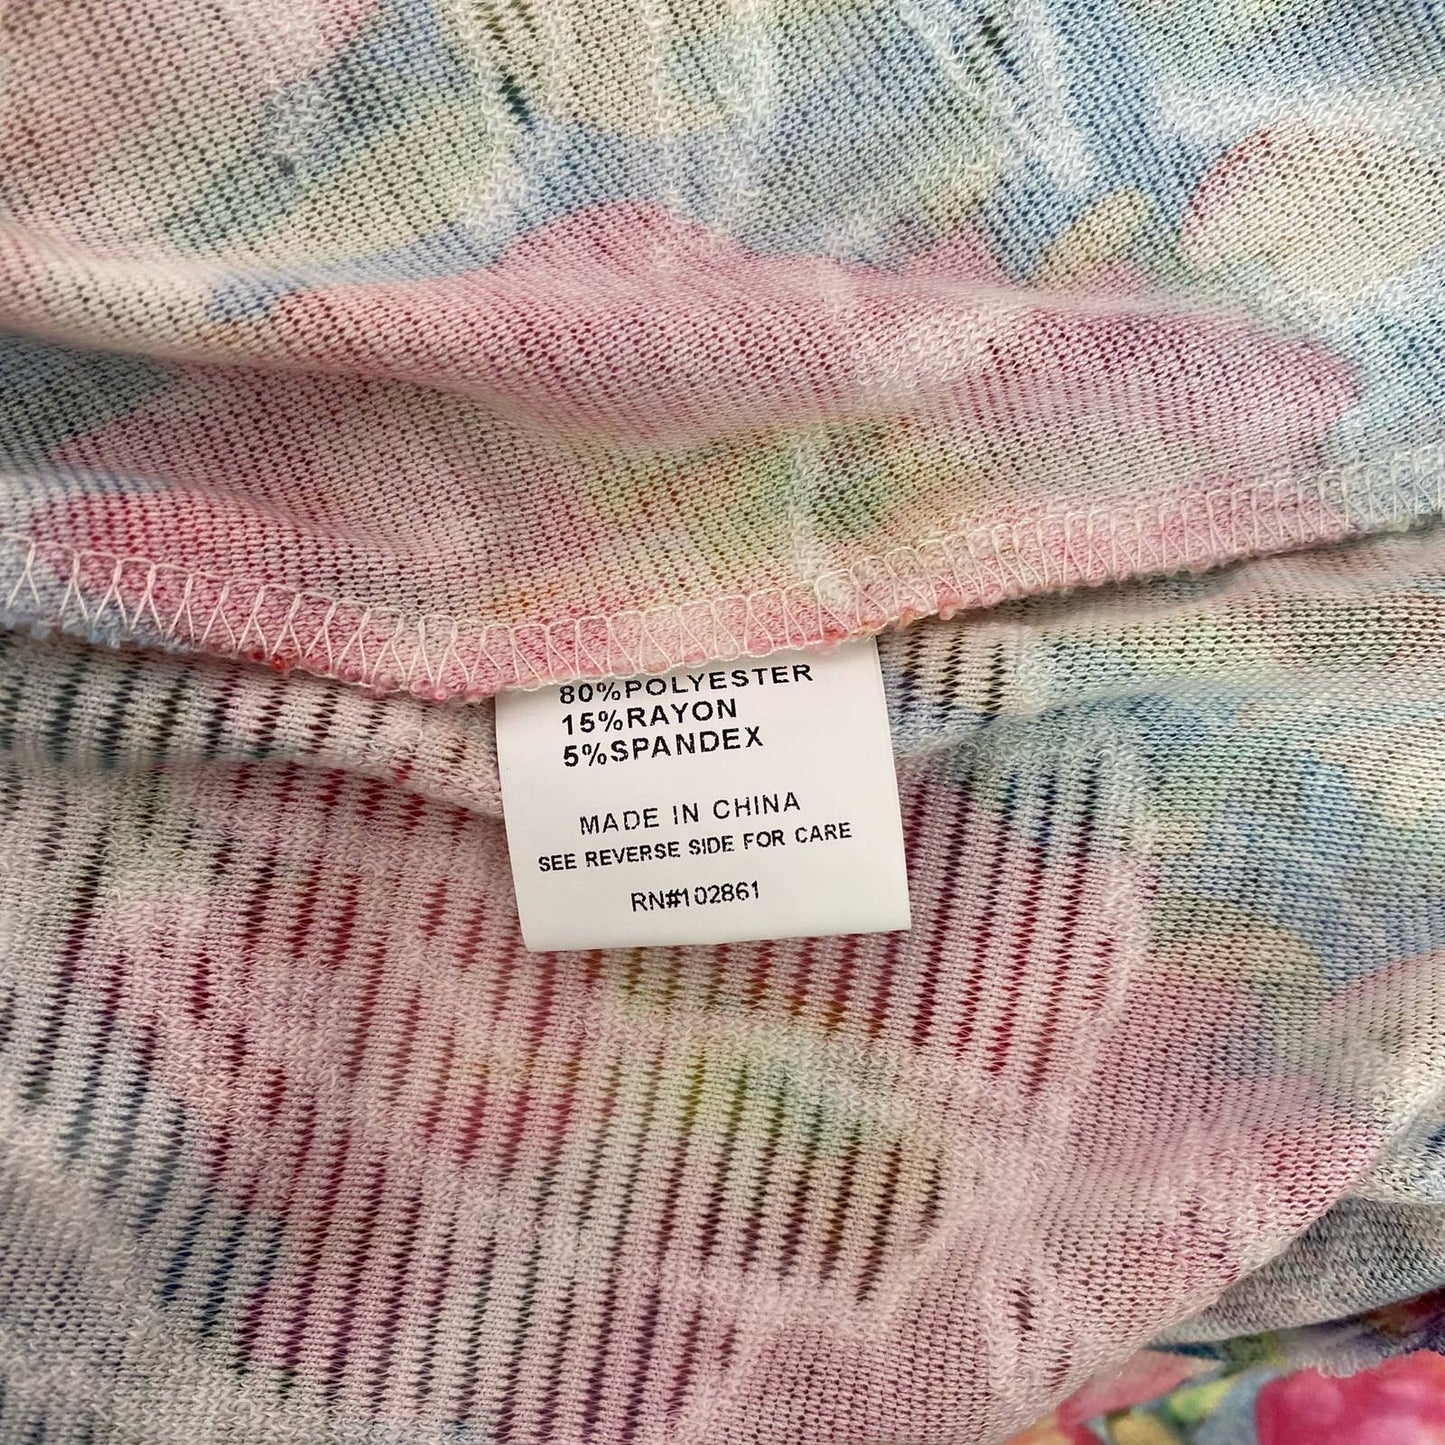 80%POLYESTER
15%RAYON
5%SPANDEX
MADE IN CHINA
SEE REVERSE SIDE FOR CARE
RN#102861